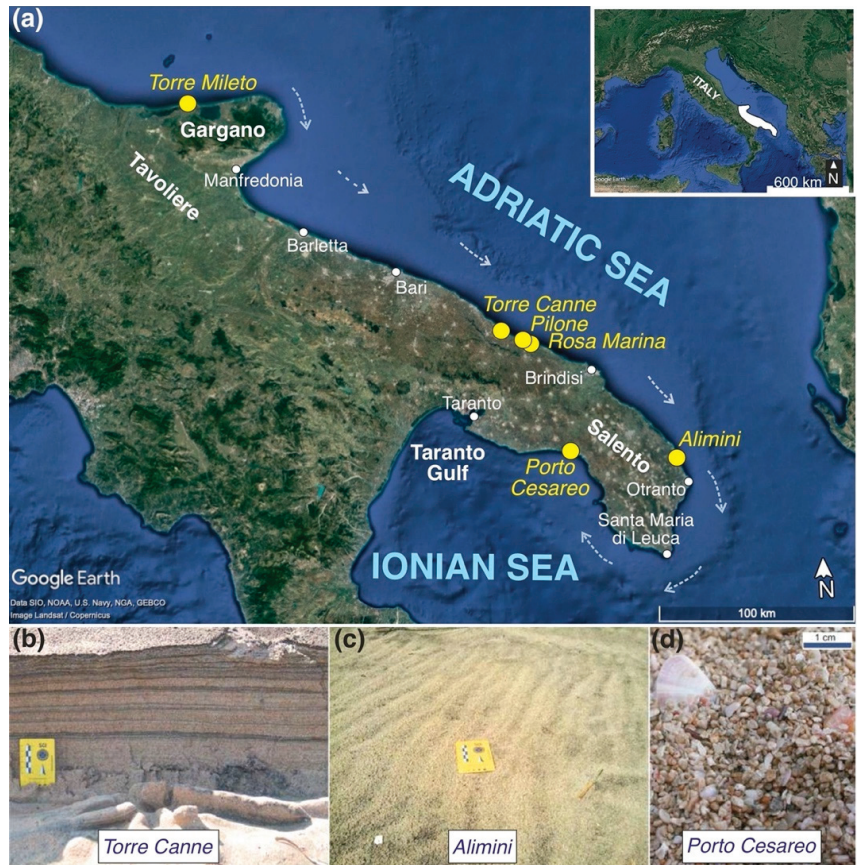 (a)
Torre Mileto
Gargano
Tavoliere
Manfredonia
Barletta
Bari
ADRIATIC SEA
ITALY
Google Earth
600 km
N
Torre Canne
Pilone
Rosa Marina
Brindisi
Taranto
Salento
Alimini
Taranto
Gulf
Porto
Cesareo
Otranto
Santa Maria
di Leuca
IONIAN SEA
Google Earth
Data SIO, NOAA, U.S. Navy, NGA, GEBCO
Image Landsat / Copernicus
N
100 km
(b)
Torre Canne
(c)
Alimini
(d)
1 cm
Porto Cesareo